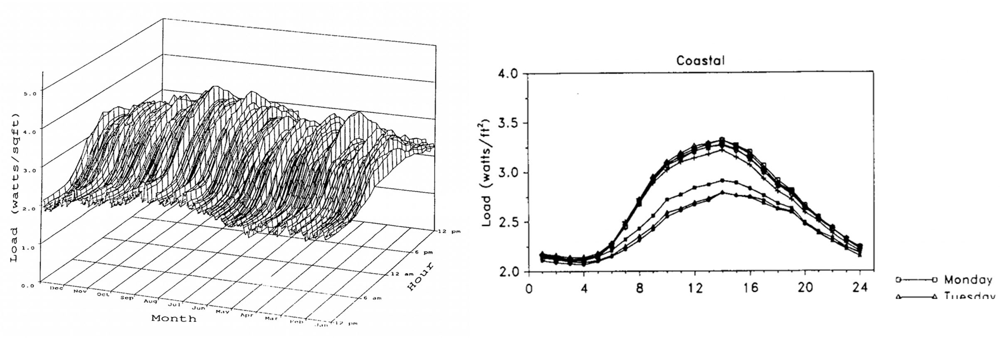 5.0
4.0
3.0
2.0
1.0
0.0
Load (watts/sqft)
Dec
Nov
Oct
Sep
Aug
Jul
Jun
May
Apr
Mar
Feb
Jan
Month
12 pm
6 am
12 am
6 pm
12 pm
Hour
Coastal
4.0
3.5
3.0
2.5
2.0
Load (watts/ft²)
0 4 8 12 16 20 24
Monday
Tuesday